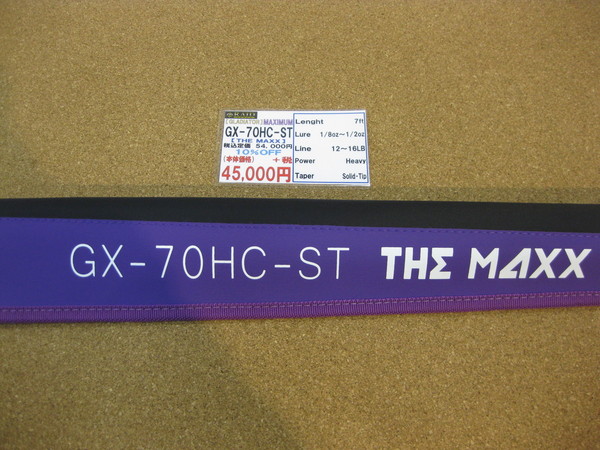 RAID
[GLADIATOR] MAXIMUM
GX-70HC-ST
[THE MAXX]
税込定価 54,000円
10%OFF
(本体価格) +税
45,000円
Lenght 7ft
Lure 1/8oz~1/2oz
Line 12~16LB
Power Heavy
Taper Solid-Tip
GX-70HC-ST THE MAXX